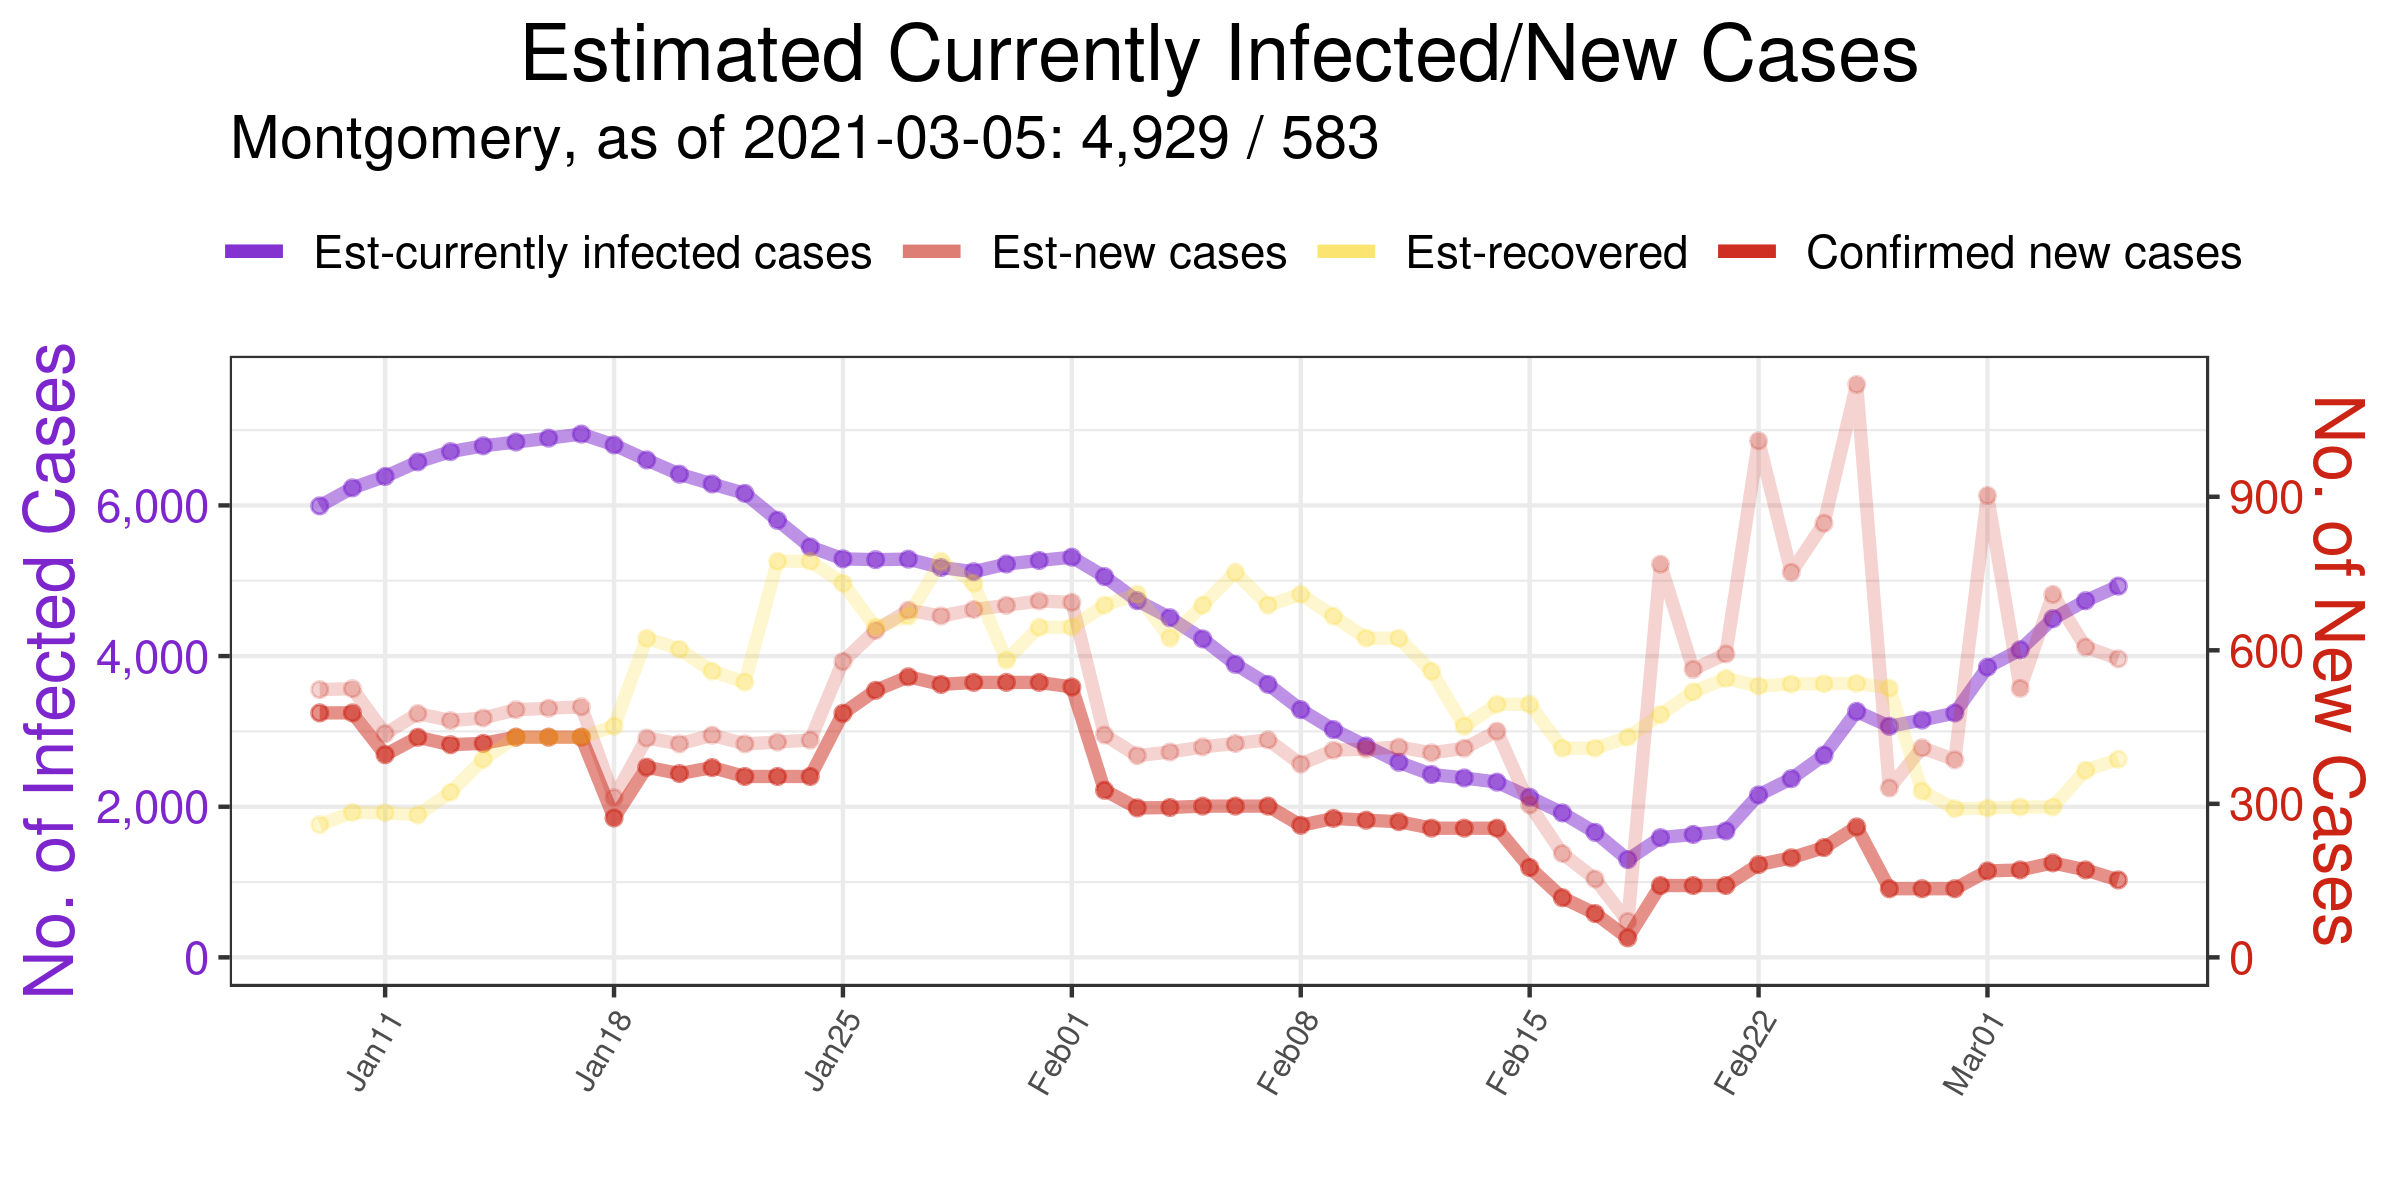 Estimated Currently Infected/New Cases
Montgomery, as of 2021-03-05: 4,929 / 583
Est-currently infected cases Est-new cases Est-recovered Confirmed new cases
No. of Infected Cases
6,000
4,000
2,000
0
900
600
300
0
No. of New Cases
Jan11 Jan18 Jan25 Feb01 Feb08 Feb15 Feb22 Mar01